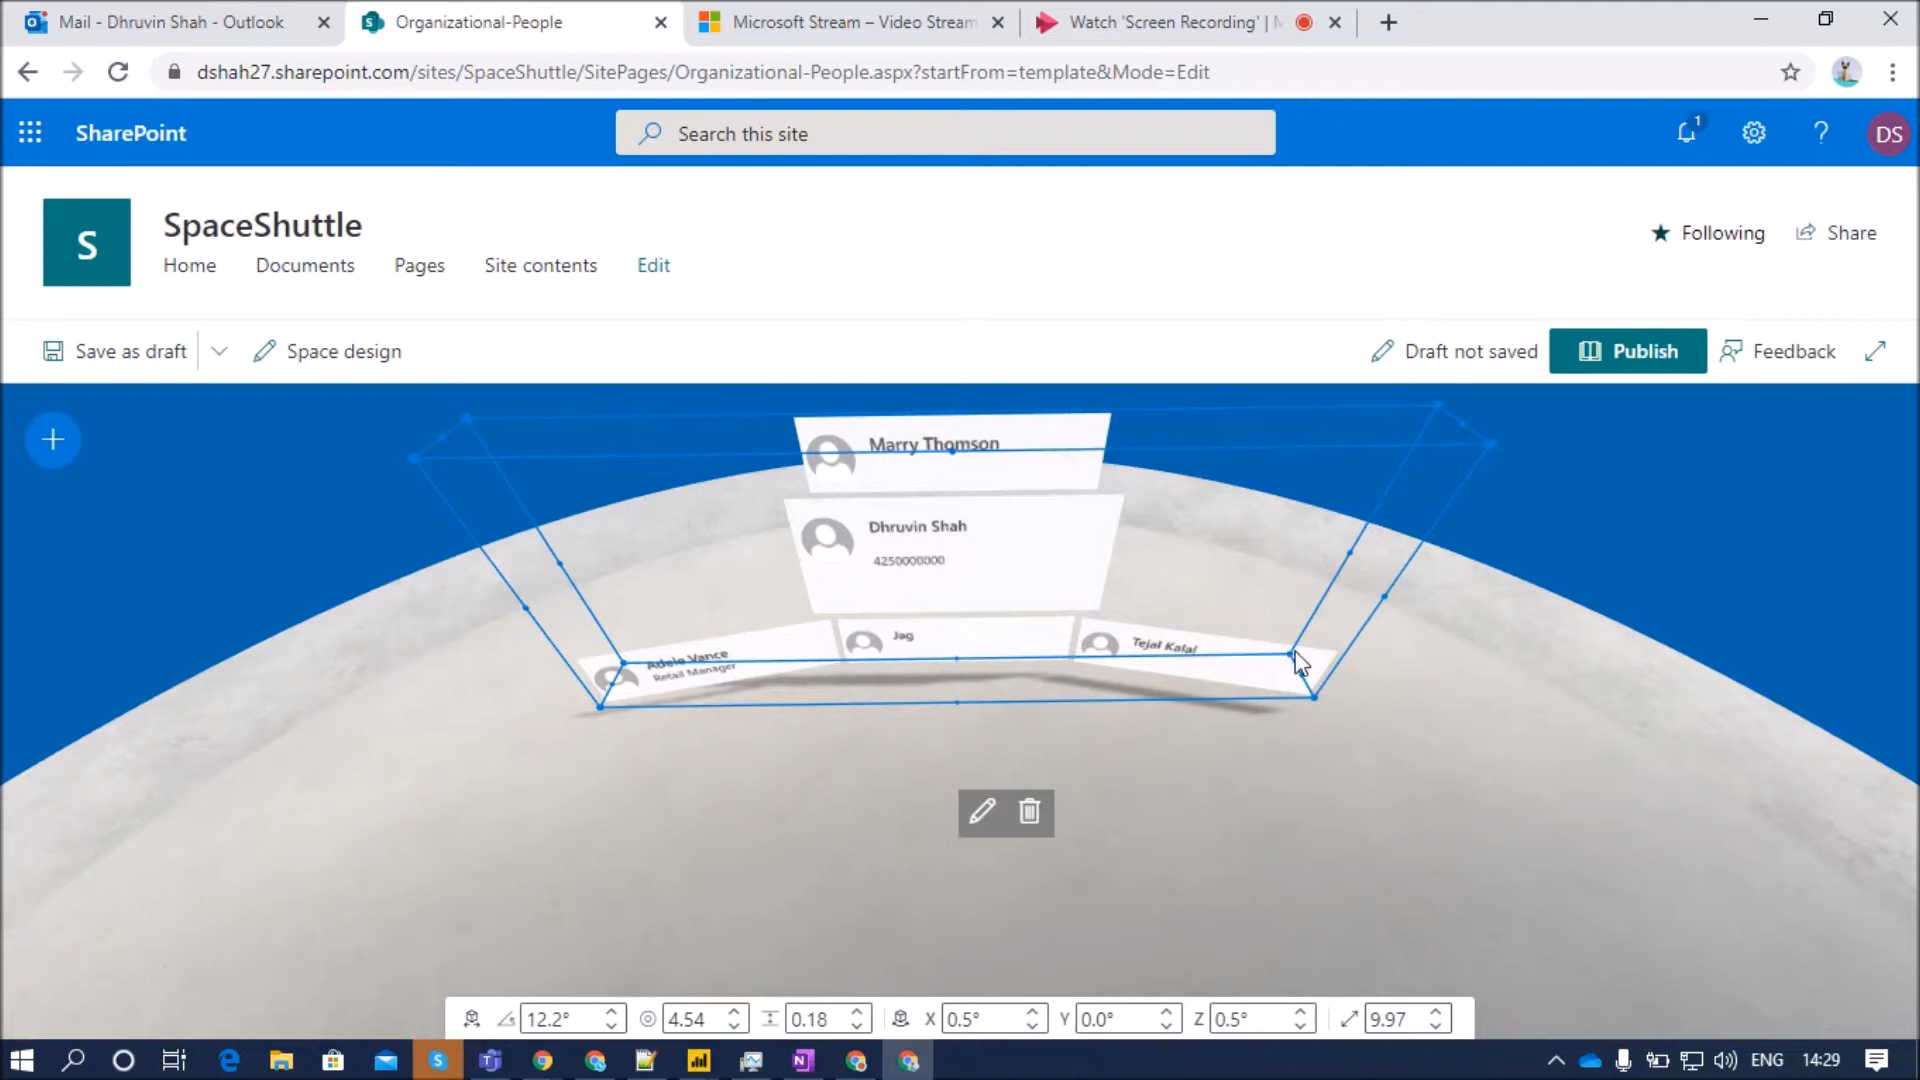 Mail - Dhruvin Shah - Outlook
Organizational-People
Microsoft Stream – Video Stream
Watch 'Screen Recording' |
dshah27.sharepoint.com/sites/SpaceShuttle/SitePages/Organizational-People.aspx?startFrom=template&Mode=Edit
SharePoint
Search this site
1
DS
S
SpaceShuttle
Following
Share
Home
Documents
Pages
Site contents
Edit
Save as draft
Space design
Draft not saved
Publish
Feedback
Marry Thomson
Dhruvin Shah
4250000000
Adele Vance
Retail Manager
Jag
Tejal Kalal
12.2°
4.54
0.18
X 0.5°
Y 0.0°
Z 0.5°
9.97
ENG
14:29